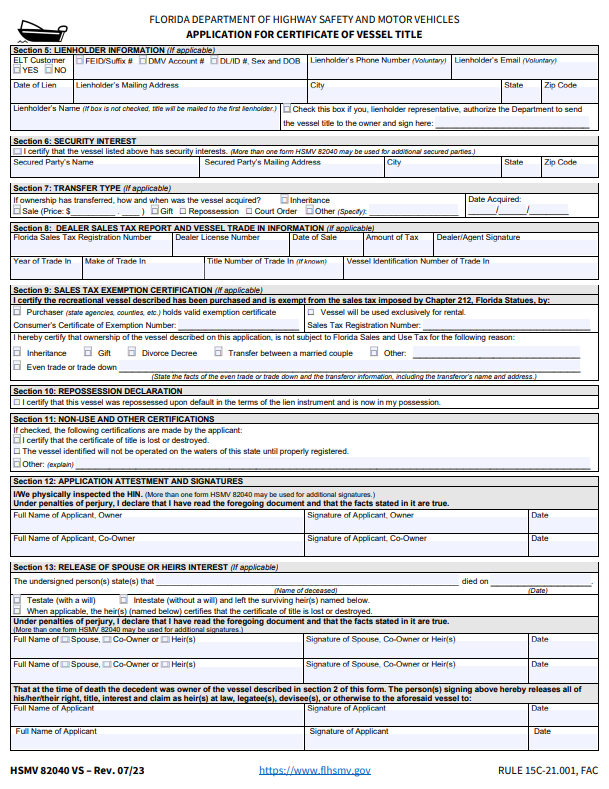 FLORIDA DEPARTMENT OF HIGHWAY SAFETY AND MOTOR VEHICLES
APPLICATION FOR CERTIFICATE OF VESSEL TITLE
Section 5: LIENHOLDER INFORMATION (If applicable)
ELT Customer FEID/Suffix # DMV Account # DL/ID #, Sex and DOB Lienholder's Phone Number (Voluntary) Lienholder's Email (Voluntary)
YES NO
Date of Lien Lienholder's Mailing Address City State Zip Code
Lienholder's Name (If box is not checked, title will be mailed to the first lienholder.) Check this box if you, lienholder representative, authorize the Department to send
the vessel title to the owner and sign here:
Section 6: SECURITY INTEREST
I certify that the vessel listed above has security interests. (More than one form HSMV 82040 may be used for additional secured parties.)
Secured Party's Name Secured Party's Mailing Address City State Zip Code
Section 7: TRANSFER TYPE (If applicable)
If ownership has transferred, how and when was the vessel acquired? Inheritance Date Acquired:
Sale (Price: $________.____) Gift Repossession Court Order Other (Specify): ____/____/________
Section 8: DEALER SALES TAX REPORT AND VESSEL TRADE IN INFORMATION (If applicable)
Florida Sales Tax Registration Number Dealer License Number Date of Sale Amount of Tax Dealer/Agent Signature
Year of Trade In Make of Trade In Title Number of Trade In (if known) Vessel Identification Number of Trade In
Section 9: SALES TAX EXEMPTION CERTIFICATION (If applicable)
I certify the recreational vessel described has been purchased and is exempt from the sales tax imposed by Chapter 212, Florida Statues, by:
Purchaser (state agencies, counties, etc.) holds valid exemption certificate Vessel will be used exclusively for rental.
Consumer's Certificate of Exemption Number: Sales Tax Registration Number:
I hereby certify that ownership of the vessel described on this application, is not subject to Florida Sales and Use Tax for the following reason:
Inheritance Gift Divorce Decree Transfer between a married couple Other:
Even trade or trade down
(State the facts of the even trade or trade down and the transferor information, including the transferor's name and address.)
Section 10: REPOSSESSION DECLARATION
I certify that this vessel was repossessed upon default in the terms of the lien instrument and is now in my possession.
Section 11: NON-USE AND OTHER CERTIFICATIONS
If checked, the following certifications are made by the applicant:
I certify that the certificate of title is lost or destroyed.
The vessel identified will not be operated on the waters of this state until properly registered.
Other: (explain)
Section 12: APPLICATION ATTESTMENT AND SIGNATURES
I/We physically inspected the HIN. (More than one form HSMV 82040 may be used for additional signatures.)
Under penalties of perjury, I declare that I have read the foregoing document and that the facts stated in it are true.
Full Name of Applicant, Owner Signature of Applicant, Owner Date
Full Name of Applicant, Co-Owner Signature of Applicant, Co-Owner Date
Section 13: RELEASE OF SPOUSE OR HEIRS INTEREST (If applicable)
The undersigned person(s) state(s) that died on
(Name of deceased) (Date)
Testate (with a will) Intestate (without a will) and left the surviving heir(s) named below.
When applicable, the heir(s) (named below) certifies that the certificate of title is lost or destroyed.
Under penalties of perjury, I declare that I have read the foregoing document and that the facts stated in it are true.
(More than one form HSMV 82040 may be used for additional signatures.)
Full Name of Spouse, Co-Owner or Heir(s) Signature of Spouse, Co-Owner or Heir(s) Date
Full Name of Spouse, Co-Owner or Heir(s) Signature of Spouse, Co-Owner or Heir(s) Date
That at the time of death the decedent was owner of the vessel described in section 2 of this form. The person(s) signing above hereby releases all of
his/her/their right, title, interest and claim as heir(s) at law, legatee(s), devisee(s), or otherwise to the aforesaid vessel to:
Full Name of Applicant Signature of Applicant Date
Full Name of Applicant Signature of Applicant Date
HSMV 82040 VS – Rev. 07/23 https://www.flhsmv.gov RULE 15C-21.001, FAC